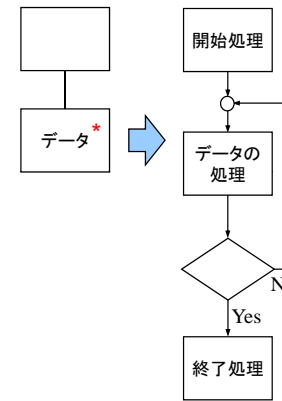 開始処理
データ*
データの
処理
N
Yes
終了処理